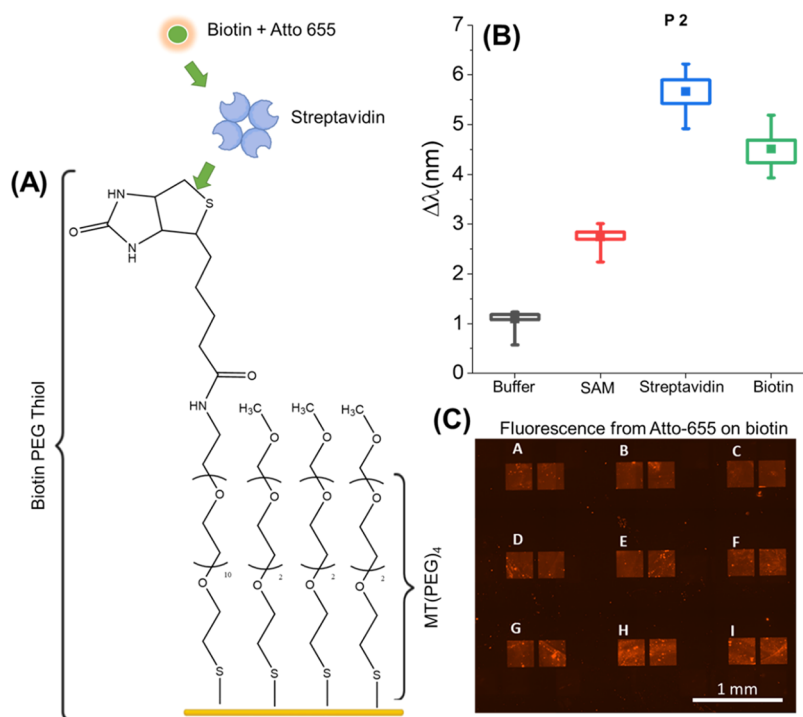 Biotin + Atto 655
Streptavidin
(A)
HN
S
O
N
H
O
HN
H₃C
H₃C
H₃C
O
O
O
O
O
O
O
O
O
O
O
10
2
2
2
S
S
S
S
Biotin PEG Thiol
MT(PEG)₄
(B)
P 2
Δλ(nm)
7
6
5
4
3
2
1
0
Buffer
SAM
Streptavidin
Biotin
(C)
Fluorescence from Atto-655 on biotin
A
B
C
D
E
F
G
H
I
1 mm